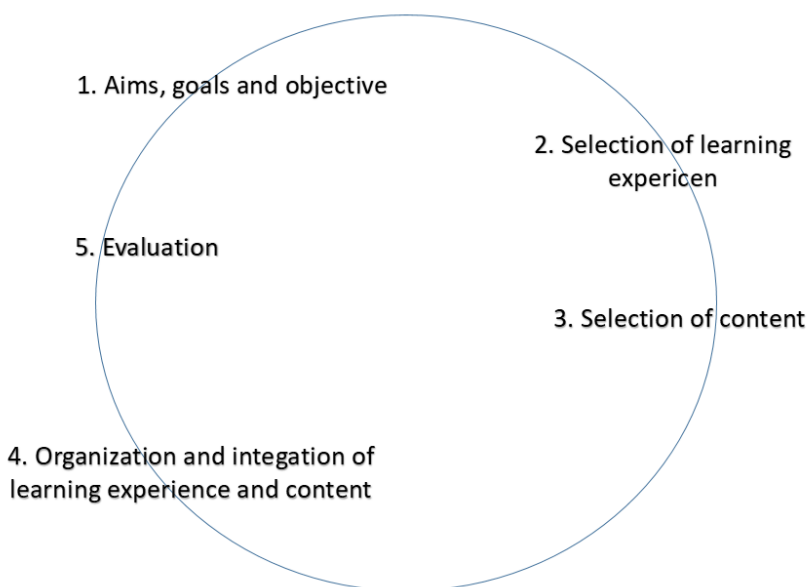 1. Aims, goals and objective
2. Selection of learning
expericen
5. Evaluation
3. Selection of content
4. Organization and integation of
learning experience and content